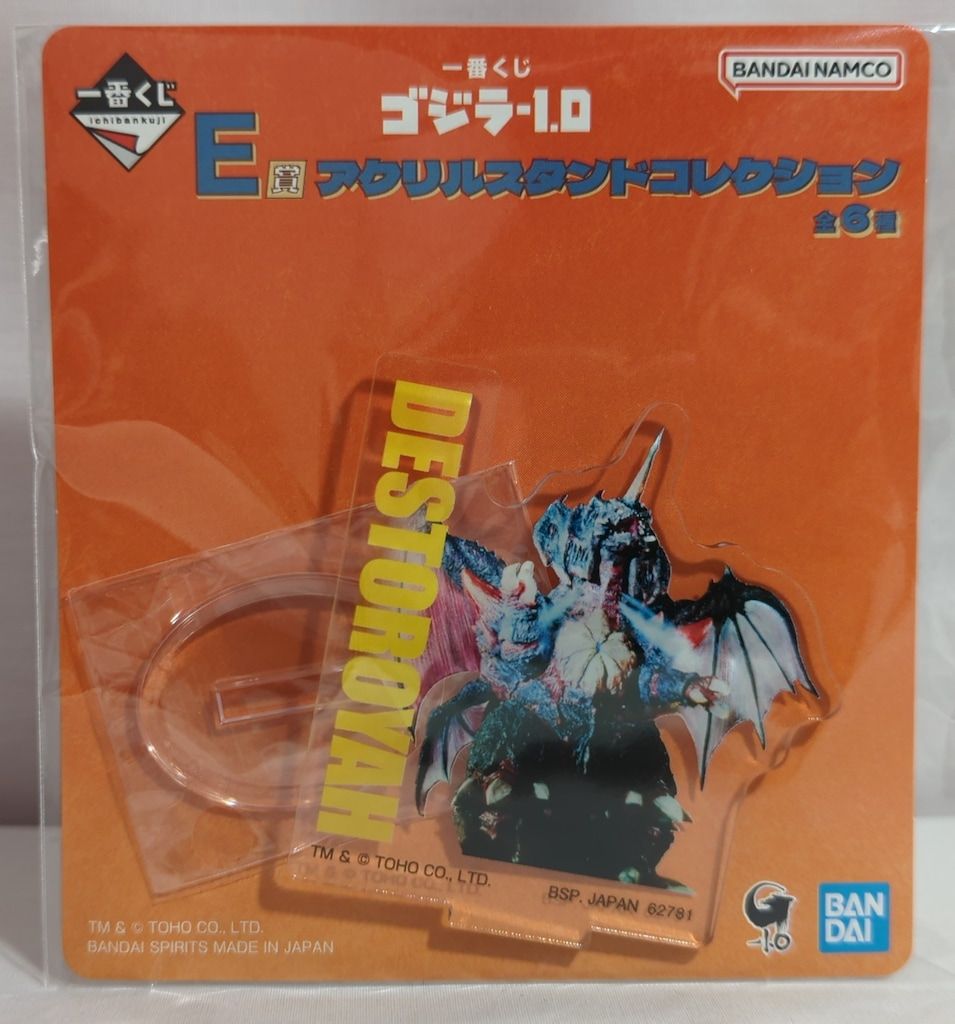 一番くじ
ichibankuji
一番くじ
ゴジラ-1.0
BANDAI NAMCO
E賞 アクリルスタンドコレクション
全6種
DESTOROYAH
TM & © TOHO CO., LTD.
BSP. JAPAN 62781
TM & © TOHO CO., LTD.
BANDAI SPIRITS MADE IN JAPAN
G
-1.0
BAN
DAI